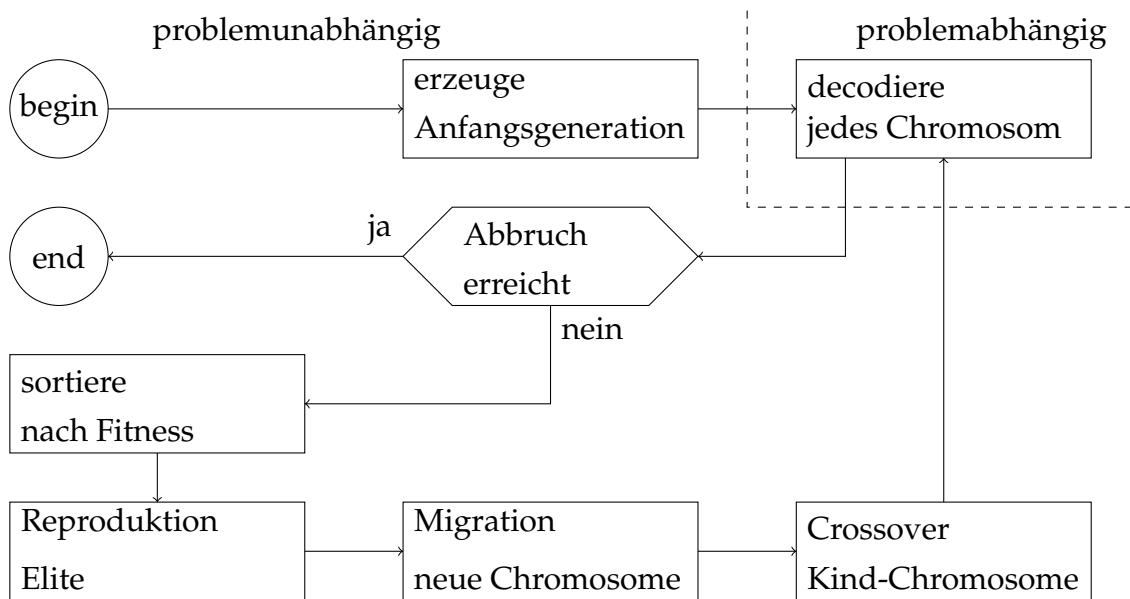 problemunabhängig
problemabhängig
begin
erzeuge
Anfangsgeneration
decodiere
jedes Chromosom
end
ja
Abbruch
erreicht
nein
sortiere
nach Fitness
Reproduktion
Elite
Migration
neue Chromosome
Crossover
Kind-Chromosome